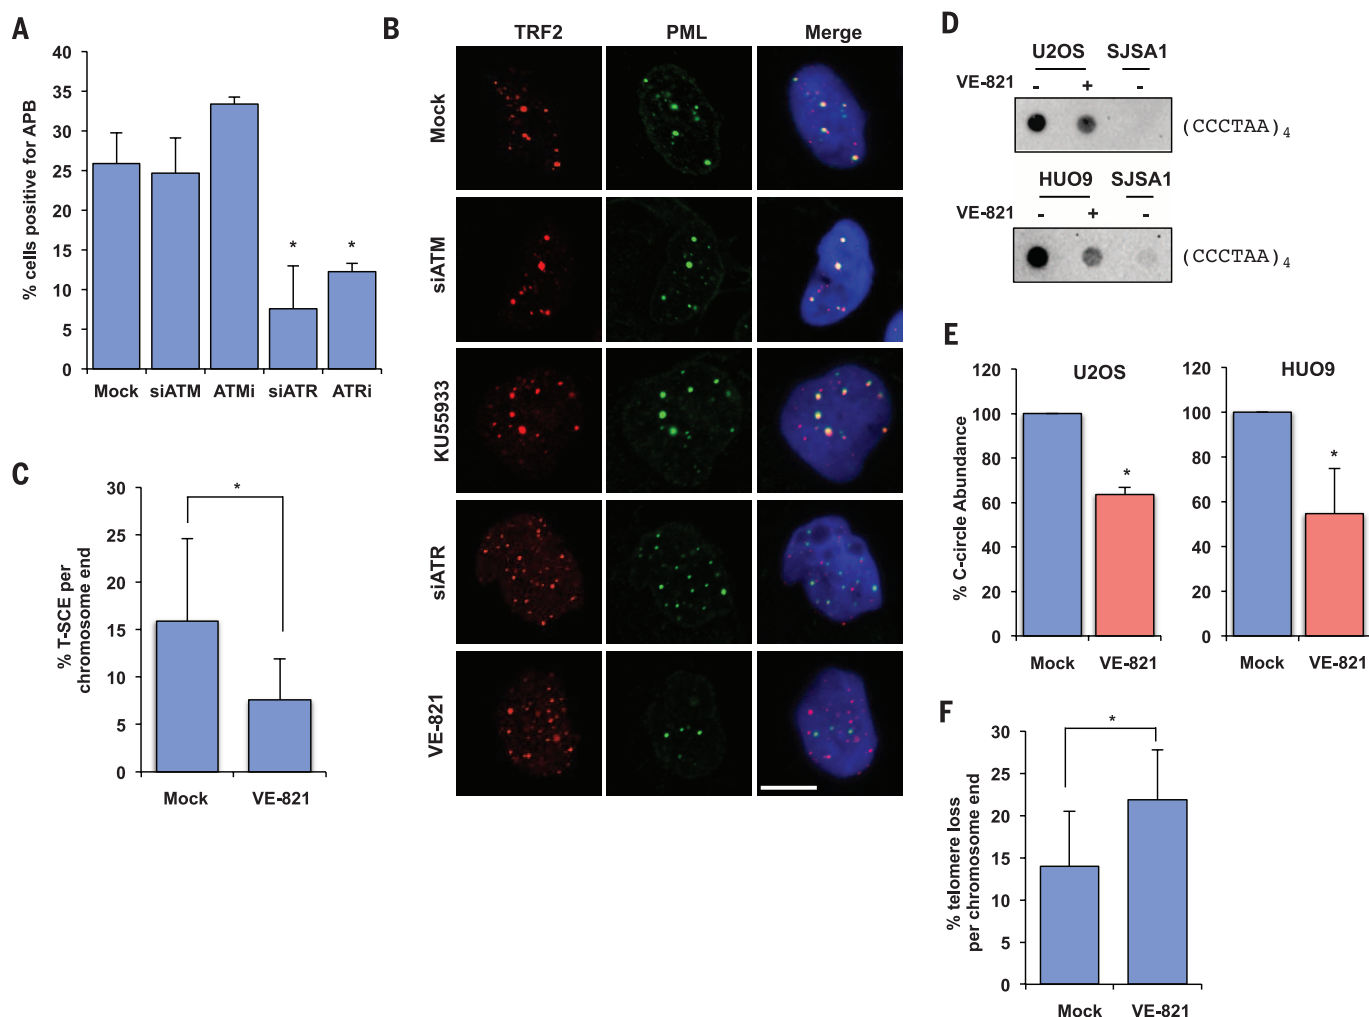 A
% cells positive for APB
40
35
30
25
20
15
10
5
0
* *
Mock siATM ATMi siATR ATRi
B
TRF2 PML Merge
Mock
siATM
KU55933
siATR
VE-821
C
% T-SCE per
chromosome end
30
25
20
15
10
5
0
*
Mock VE-821
D
U2OS SJSA1
VE-821 - + -
(CCCTAA)4
HUO9 SJSA1
VE-821 - + -
(CCCTAA)4
E
% C-circle Abundance
U2OS
120
100
80
60
40
20
0
*
Mock VE-821
HUO9
120
100
80
60
40
20
0
*
Mock VE-821
F
% telomere loss
per chromosome end
30
25
20
15
10
5
0
*
Mock VE-821